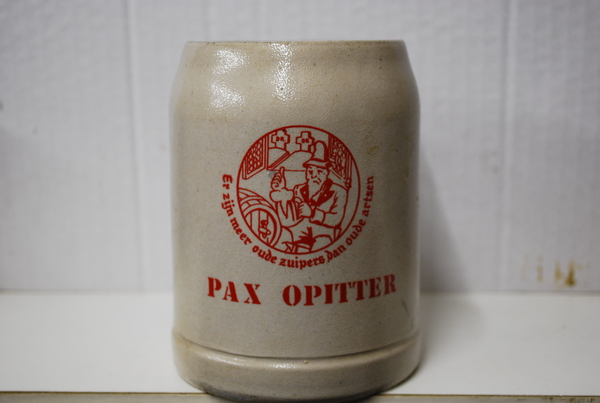 Er zijn meer oude zuipers dan oude artsen
PAX OPITTER